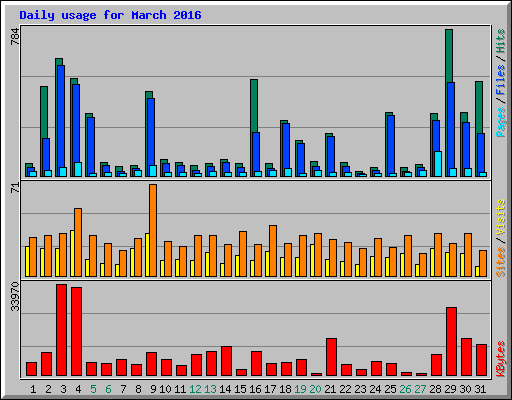 Daily usage for March 2016
784
Pages / Files / Hits
71
Sites / Visits
33970
KBytes
1 2 3 4 5 6 7 8 9 10 11 12 13 14 15 16 17 18 19 20 21 22 23 24 25 26 27 28 29 30 31